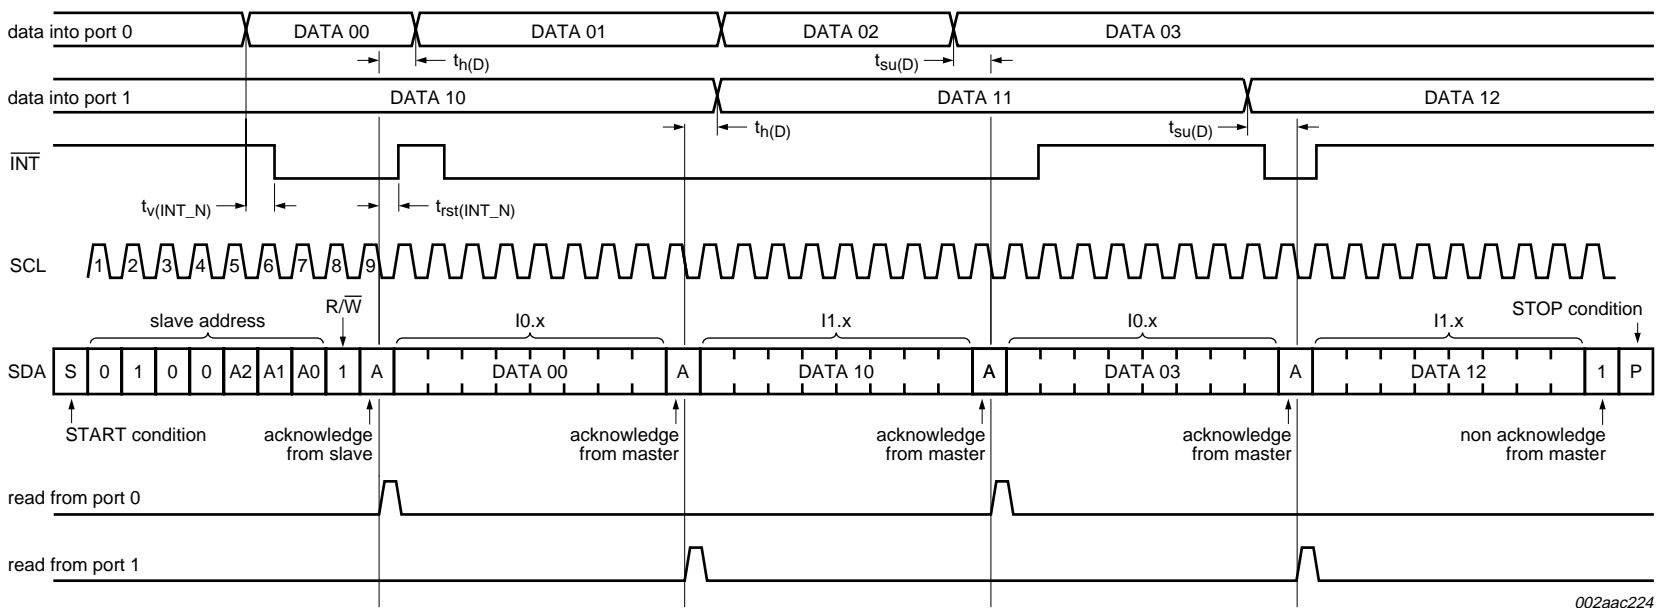 data into port 0
DATA 00
DATA 01
DATA 02
DATA 03
th(D)
tsu(D)
data into port 1
DATA 10
DATA 11
DATA 12
th(D)
tsu(D)
INT
tv(INT_N)
trst(INT_N)
SCL
1 2 3 4 5 6 7 8 9
R/W
STOP condition
slave address
I0.x
I1.x
I0.x
I1.x
SDA
S 0 1 0 0 A2 A1 A0 1 A DATA 00 A DATA 10 A DATA 03 A DATA 12 1 P
START condition
acknowledge
from slave
acknowledge
from master
acknowledge
from master
acknowledge
from master
non acknowledge
from master
read from port 0
read from port 1
002aac224